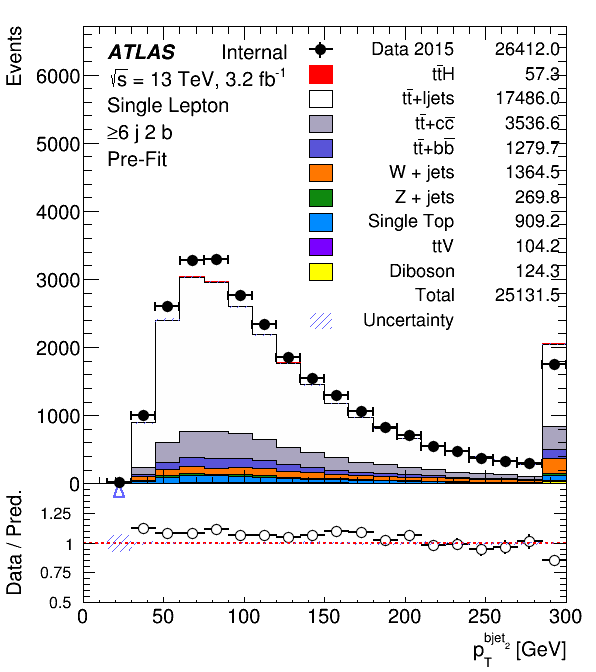 Events
ATLAS Internal
√s = 13 TeV, 3.2 fb⁻¹
Single Lepton
≥6 j 2 b
Pre-Fit
Data 2015 26412.0
tt̄H 57.3
tt̄+ljets 17486.0
tt̄+cc̄ 3536.6
tt̄+bb̄ 1279.7
W + jets 1364.5
Z + jets 269.8
Single Top 909.2
ttV 104.2
Diboson 124.3
Total 25131.5
Uncertainty
6000
5000
4000
3000
2000
1000
0
Data / Pred.
1.25
1
0.75
0.5
0 50 100 150 200 250 300
p_T^bjet₂ [GeV]